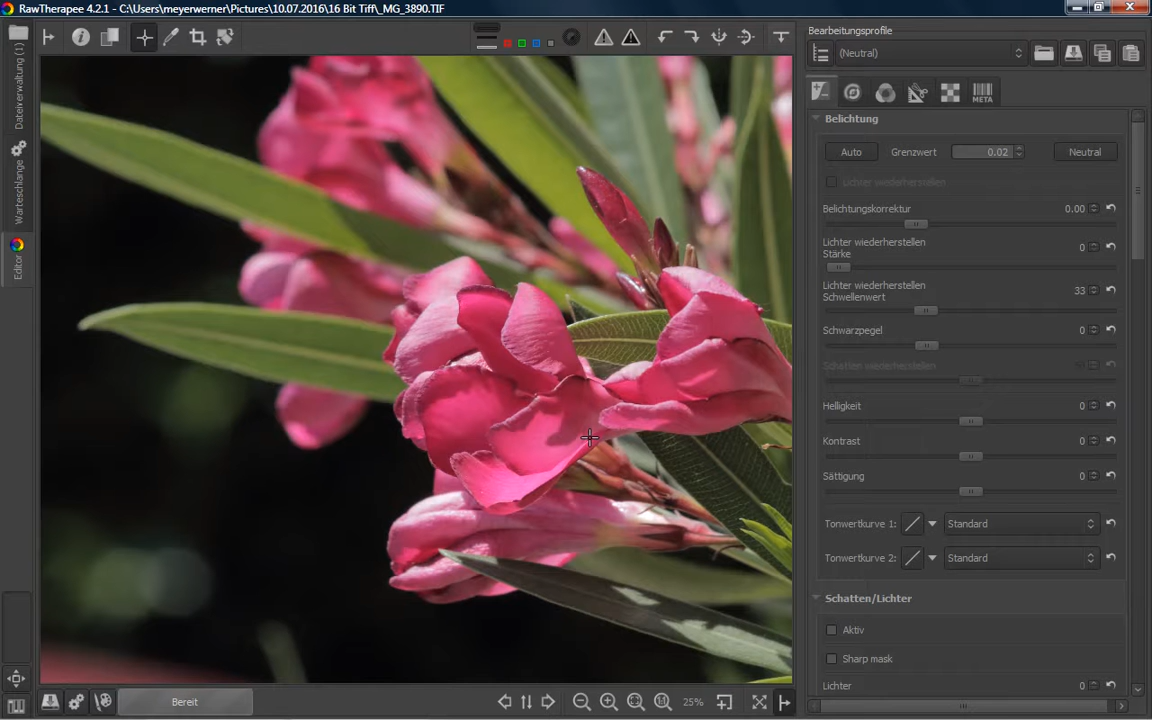 RawTherapee 4.2.1 - C:\Users\meyerwerner\Pictures\10.07.2016\16 Bit Tiff\_MG_3890.TIF
Dateiverwaltung (1)
Warteschlange
Editor
Bearbeitungsprofile
(Neutral)
META
Belichtung
Auto
Grenzwert
0.02
Neutral
Lichter wiederherstellen
Belichtungskorrektur
0.00
Lichter wiederherstellen
Stärke
0
Lichter wiederherstellen
Schwellenwert
33
Schwarzpegel
0
Schatten wiederherstellen
Helligkeit
0
Kontrast
0
Sättigung
0
Tonwertkurve 1:
Standard
Tonwertkurve 2:
Standard
Schatten/Lichter
Aktiv
Sharp mask
Lichter
0
Bereit
25%